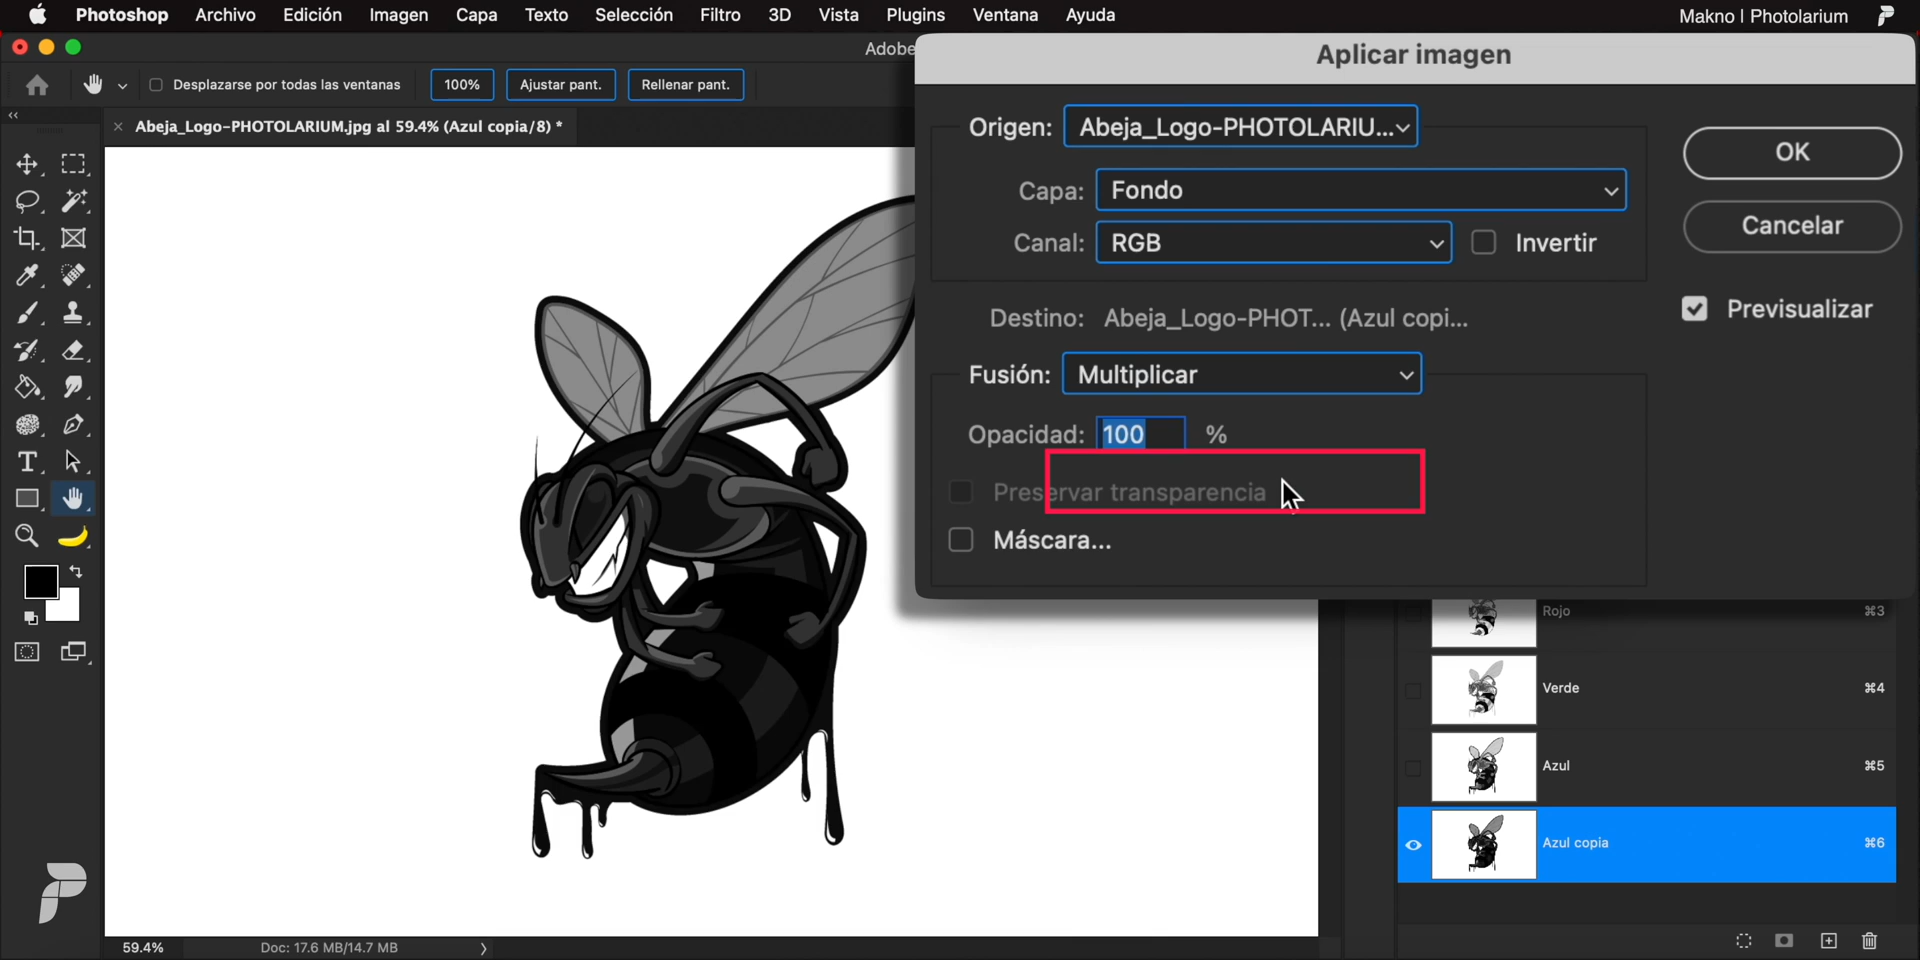 Photoshop Archivo Edición Imagen Capa Texto Selección Filtro 3D Vista Plugins Ventana Ayuda Makno | Photolarium
Adobe
Desplazarse por todas las ventanas 100% Ajustar pant. Rellenar pant.
Abeja_Logo-PHOTOLARIUM.jpg al 59.4% (Azul copia/8) *
Aplicar imagen
Origen: Abeja_Logo-PHOTOLARIU...
Capa: Fondo
Canal: RGB Invertir
Destino: Abeja_Logo-PHOT... (Azul copi...
Fusión: Multiplicar
Opacidad: 100 %
Preservar transparencia
Máscara...
OK
Cancelar
Previsualizar
Rojo ⌘3
Verde ⌘4
Azul ⌘5
Azul copia ⌘6
59.4% Doc: 17.6 MB/14.7 MB